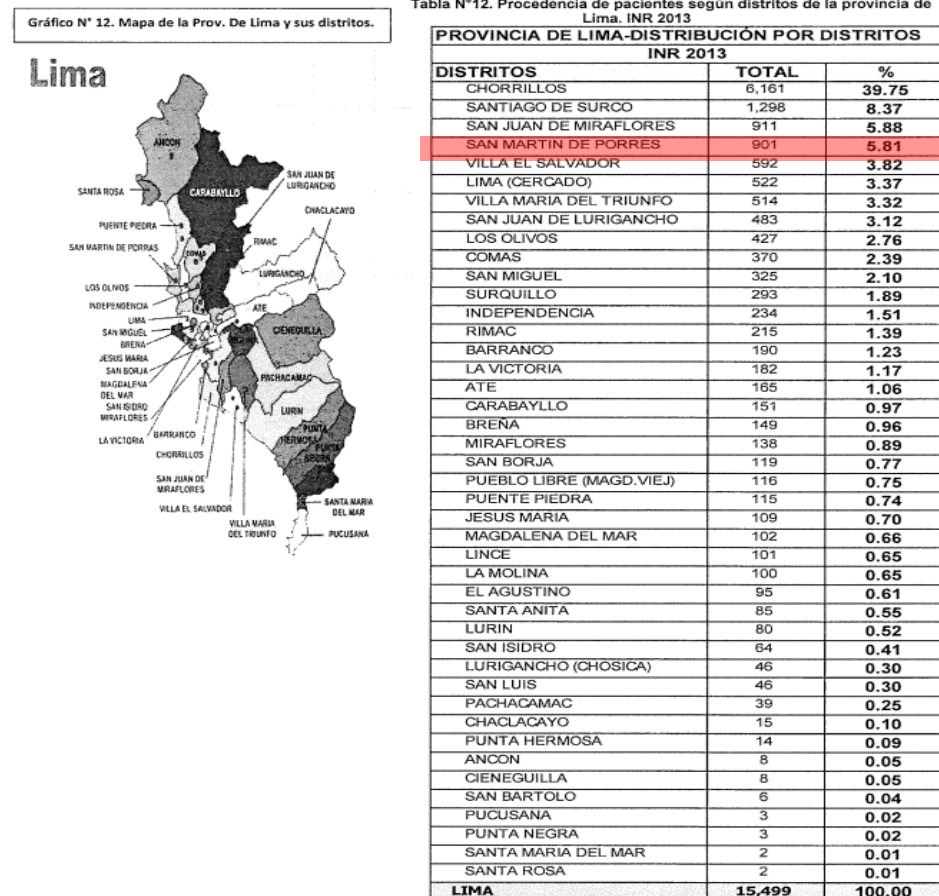 Gráfico N° 12. Mapa de la Prov. De Lima y sus distritos.
Lima
ANCON
SANTA ROSA
CARABAYLLO
SAN JUAN DE
LURIGANCHO
CHACLACAYO
PUENTE PIEDRA
SAN MARTIN DE PORRAS
COMAS
RIMAC
LURIGANCHO
LOS OLIVOS
INDEPENDENCIA
ATE
LIMA
SAN MIGUEL
CIENEGUILLA
BREÑA
JESUS MARIA
SAN BORJA
MAGDALENA
DEL MAR
PACHACAMAC
SAN ISIDRO
MIRAFLORES
LURIN
LA VICTORIA
BARRANCO
PUNTA
HERMOSA
PUNTA
NEGRA
CHORRILLOS
SAN JUAN DE
MIRAFLORES
VILLA EL SALVADOR
SANTA MARIA
DEL MAR
VILLA MARIA
DEL TRIUNFO
PUCUSANA
Tabla N°12. Procedencia de pacientes según distritos de la provincia de
Lima. INR 2013
PROVINCIA DE LIMA-DISTRIBUCIÓN POR DISTRITOS
INR 2013
DISTRITOS TOTAL %
CHORRILLOS 6,161 39.75
SANTIAGO DE SURCO 1,298 8.37
SAN JUAN DE MIRAFLORES 911 5.88
SAN MARTIN DE PORRES 901 5.81
VILLA EL SALVADOR 592 3.82
LIMA (CERCADO) 522 3.37
VILLA MARIA DEL TRIUNFO 514 3.32
SAN JUAN DE LURIGANCHO 483 3.12
LOS OLIVOS 427 2.76
COMAS 370 2.39
SAN MIGUEL 325 2.10
SURQUILLO 293 1.89
INDEPENDENCIA 234 1.51
RIMAC 215 1.39
BARRANCO 190 1.23
LA VICTORIA 182 1.17
ATE 165 1.06
CARABAYLLO 151 0.97
BREÑA 149 0.96
MIRAFLORES 138 0.89
SAN BORJA 119 0.77
PUEBLO LIBRE (MAGD.VIEJ) 116 0.75
PUENTE PIEDRA 115 0.74
JESUS MARIA 109 0.70
MAGDALENA DEL MAR 102 0.66
LINCE 101 0.65
LA MOLINA 100 0.65
EL AGUSTINO 95 0.61
SANTA ANITA 85 0.55
LURIN 80 0.52
SAN ISIDRO 64 0.41
LURIGANCHO (CHOSICA) 46 0.30
SAN LUIS 46 0.30
PACHACAMAC 39 0.25
CHACLACAYO 15 0.10
PUNTA HERMOSA 14 0.09
ANCON 8 0.05
CIENEGUILLA 8 0.05
SAN BARTOLO 6 0.04
PUCUSANA 3 0.02
PUNTA NEGRA 3 0.02
SANTA MARIA DEL MAR 2 0.01
SANTA ROSA 2 0.01
LIMA 15,499 100.00